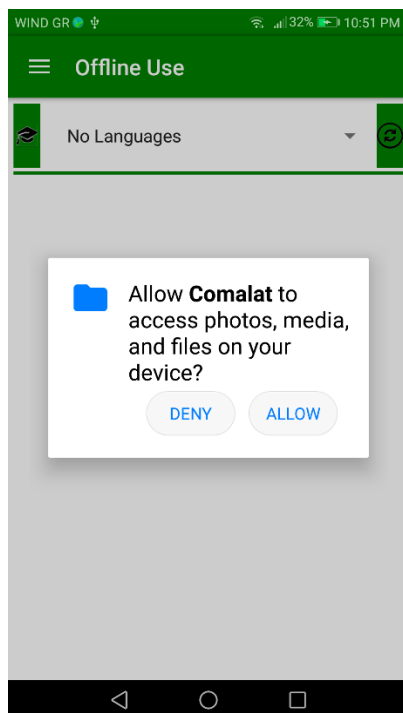 WIND GR 32% 10:51 PM
Offline Use
No Languages
Allow Comalat to
access photos, media,
and files on your
device?
DENY ALLOW